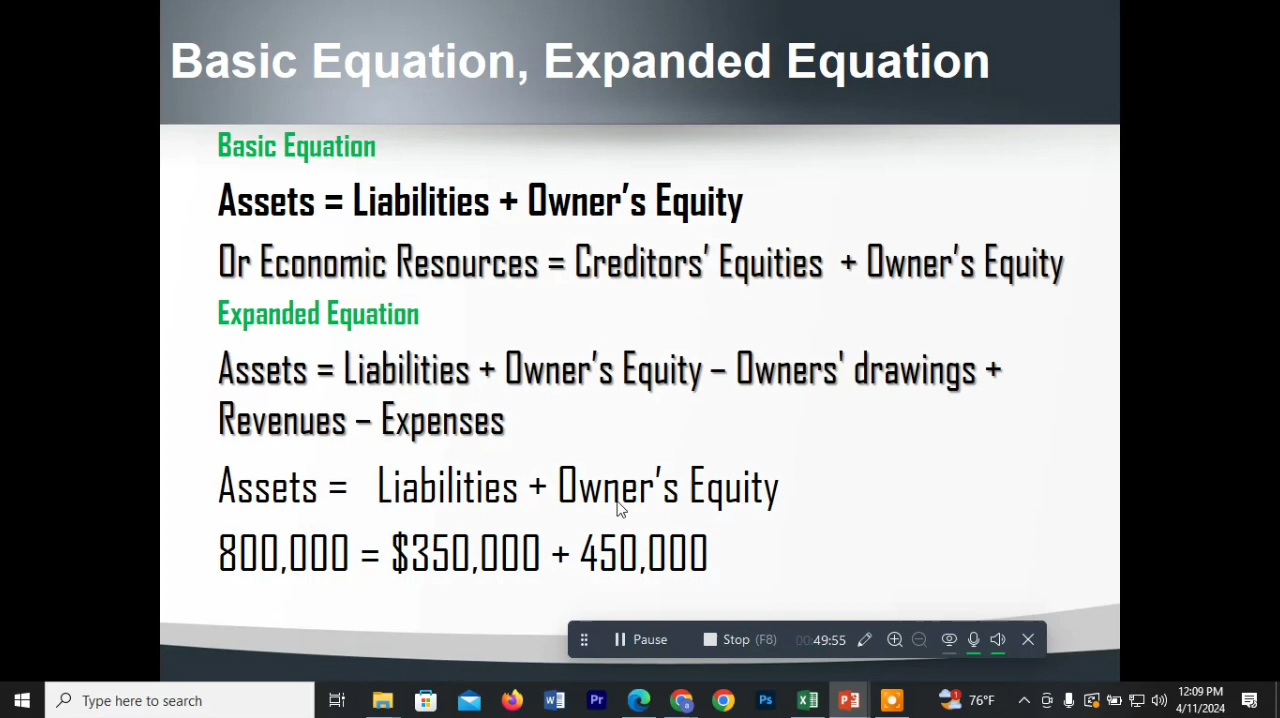 Basic Equation, Expanded Equation
Basic Equation
Assets = Liabilities + Owner’s Equity
Or Economic Resources = Creditors’ Equities + Owner’s Equity
Expanded Equation
Assets = Liabilities + Owner’s Equity – Owners' drawings +
Revenues – Expenses
Assets = Liabilities + Owner’s Equity
800,000 = $350,000 + 450,000
Pause Stop (F8) 00:49:55
Type here to search
Pr
Ps
76°F
12:09 PM
4/11/2024